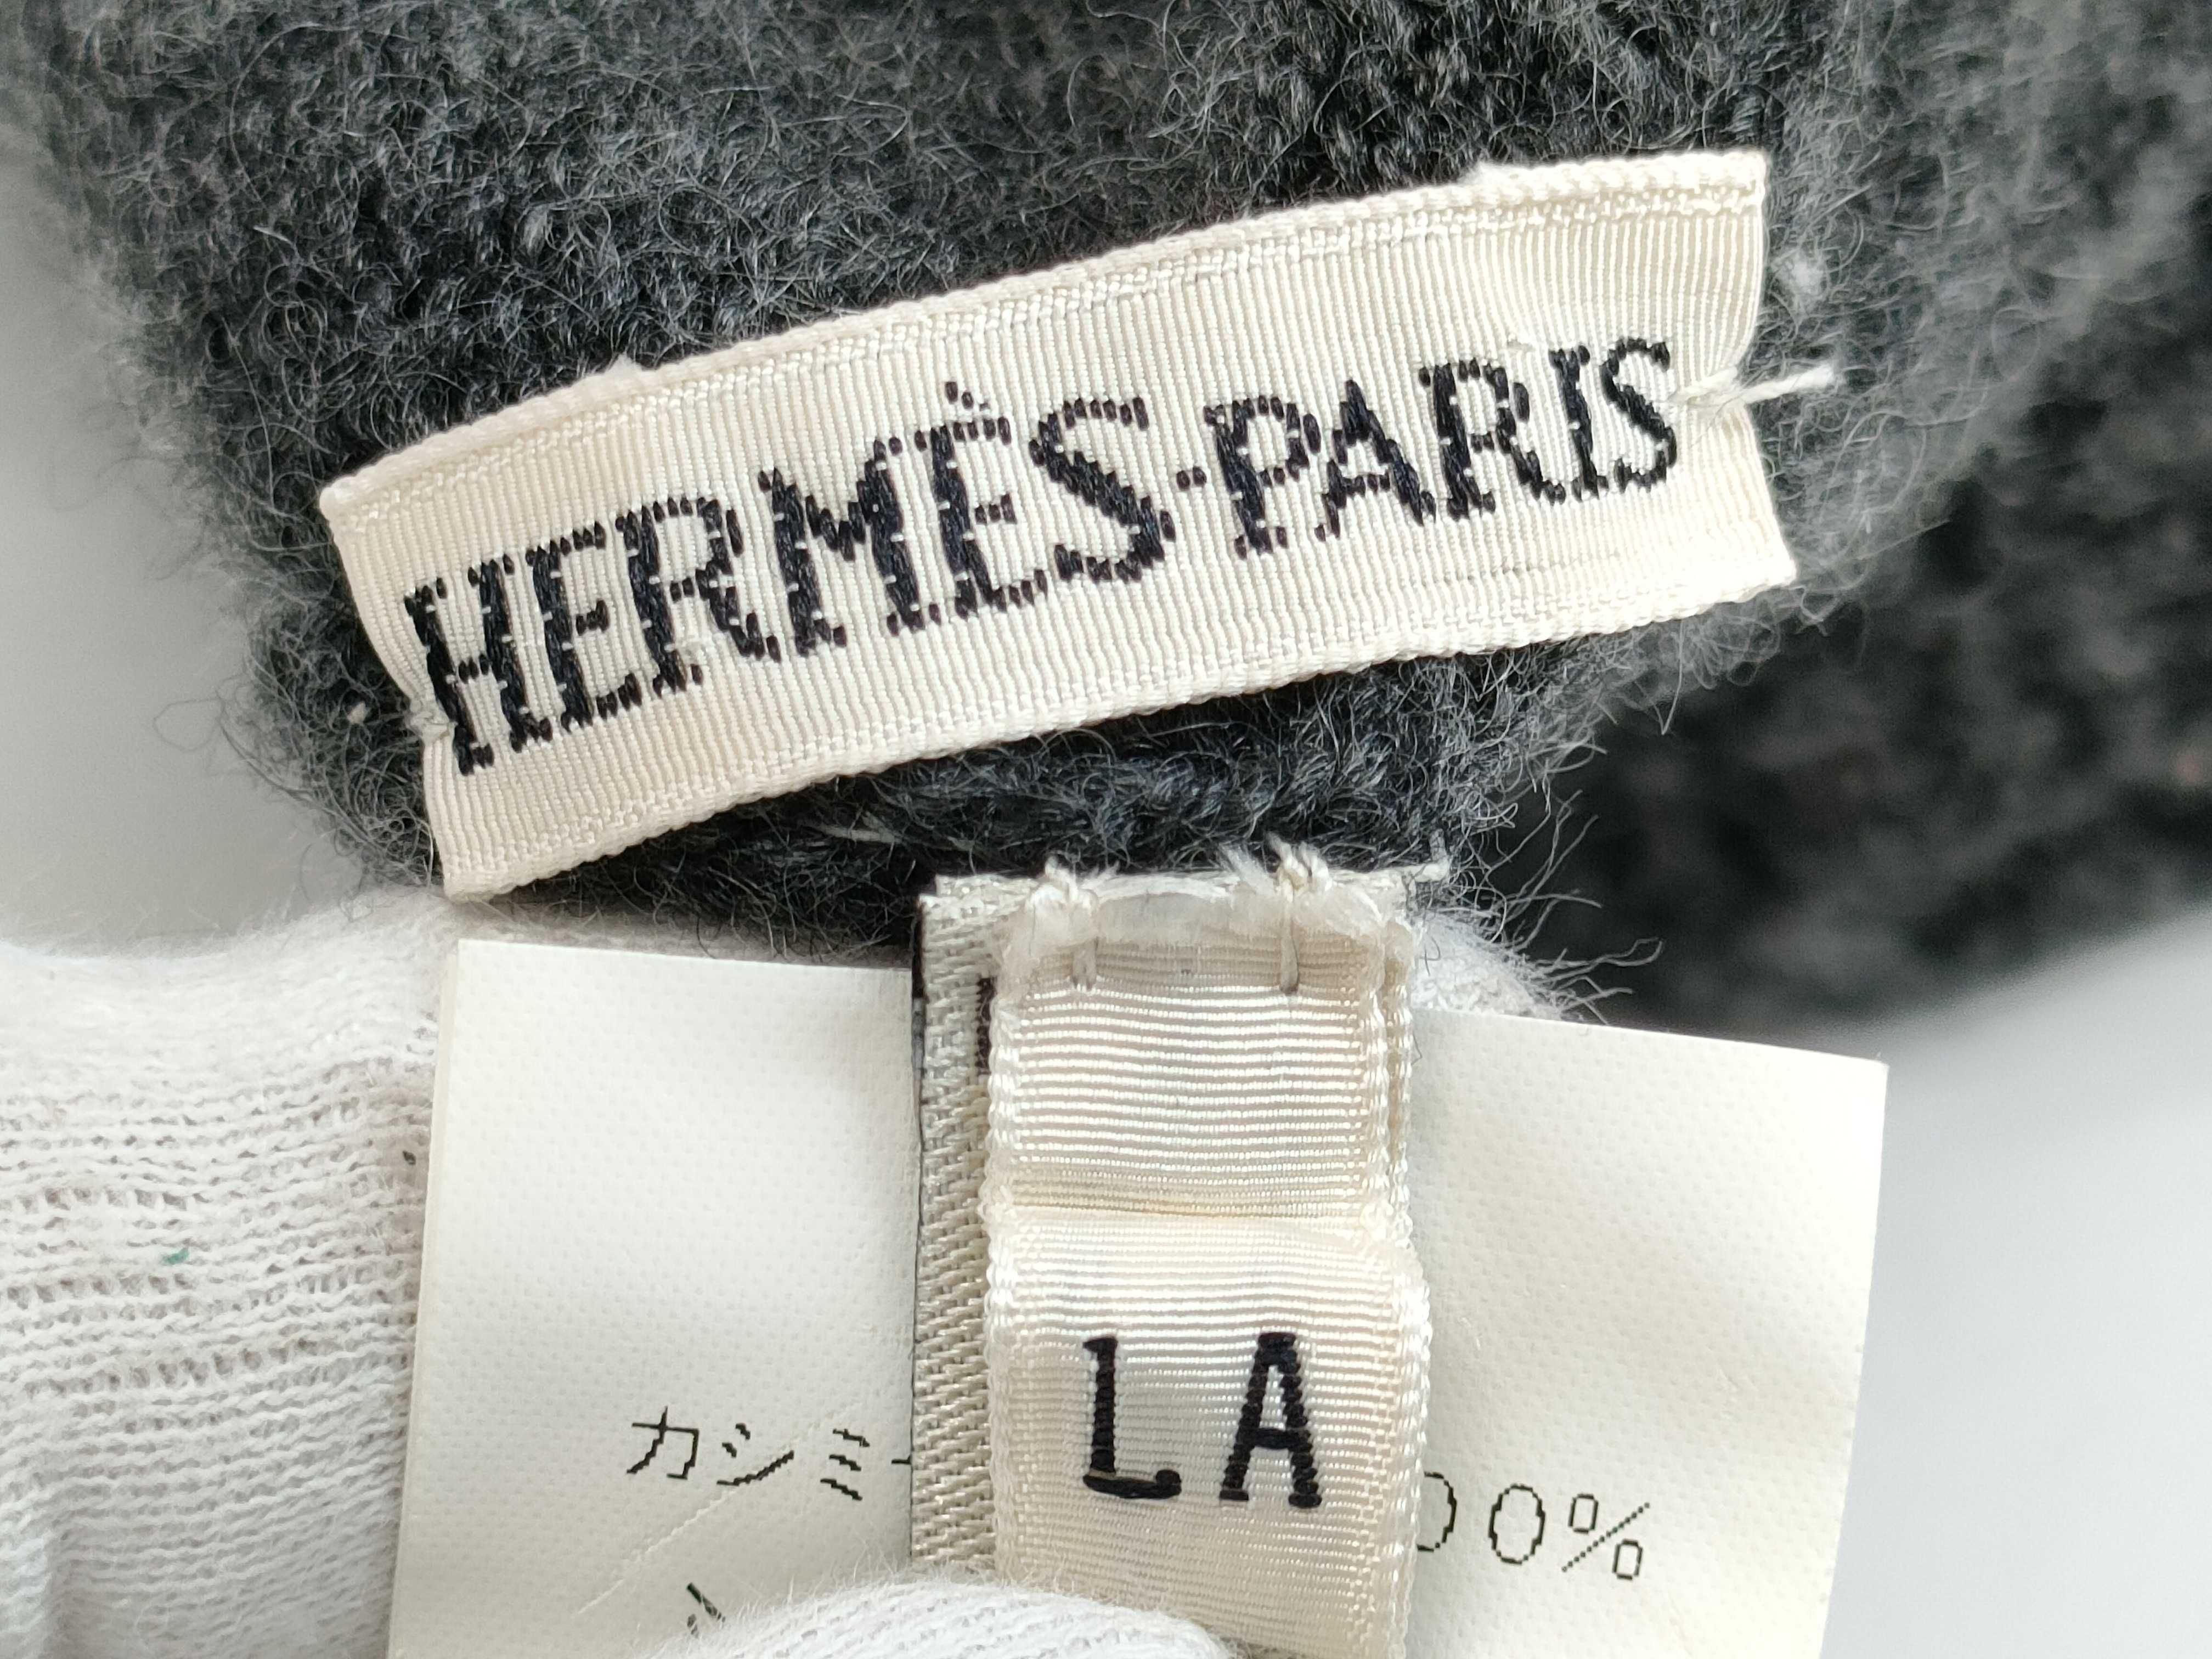 HERMÈS·PARIS
LA
カシミ 00%